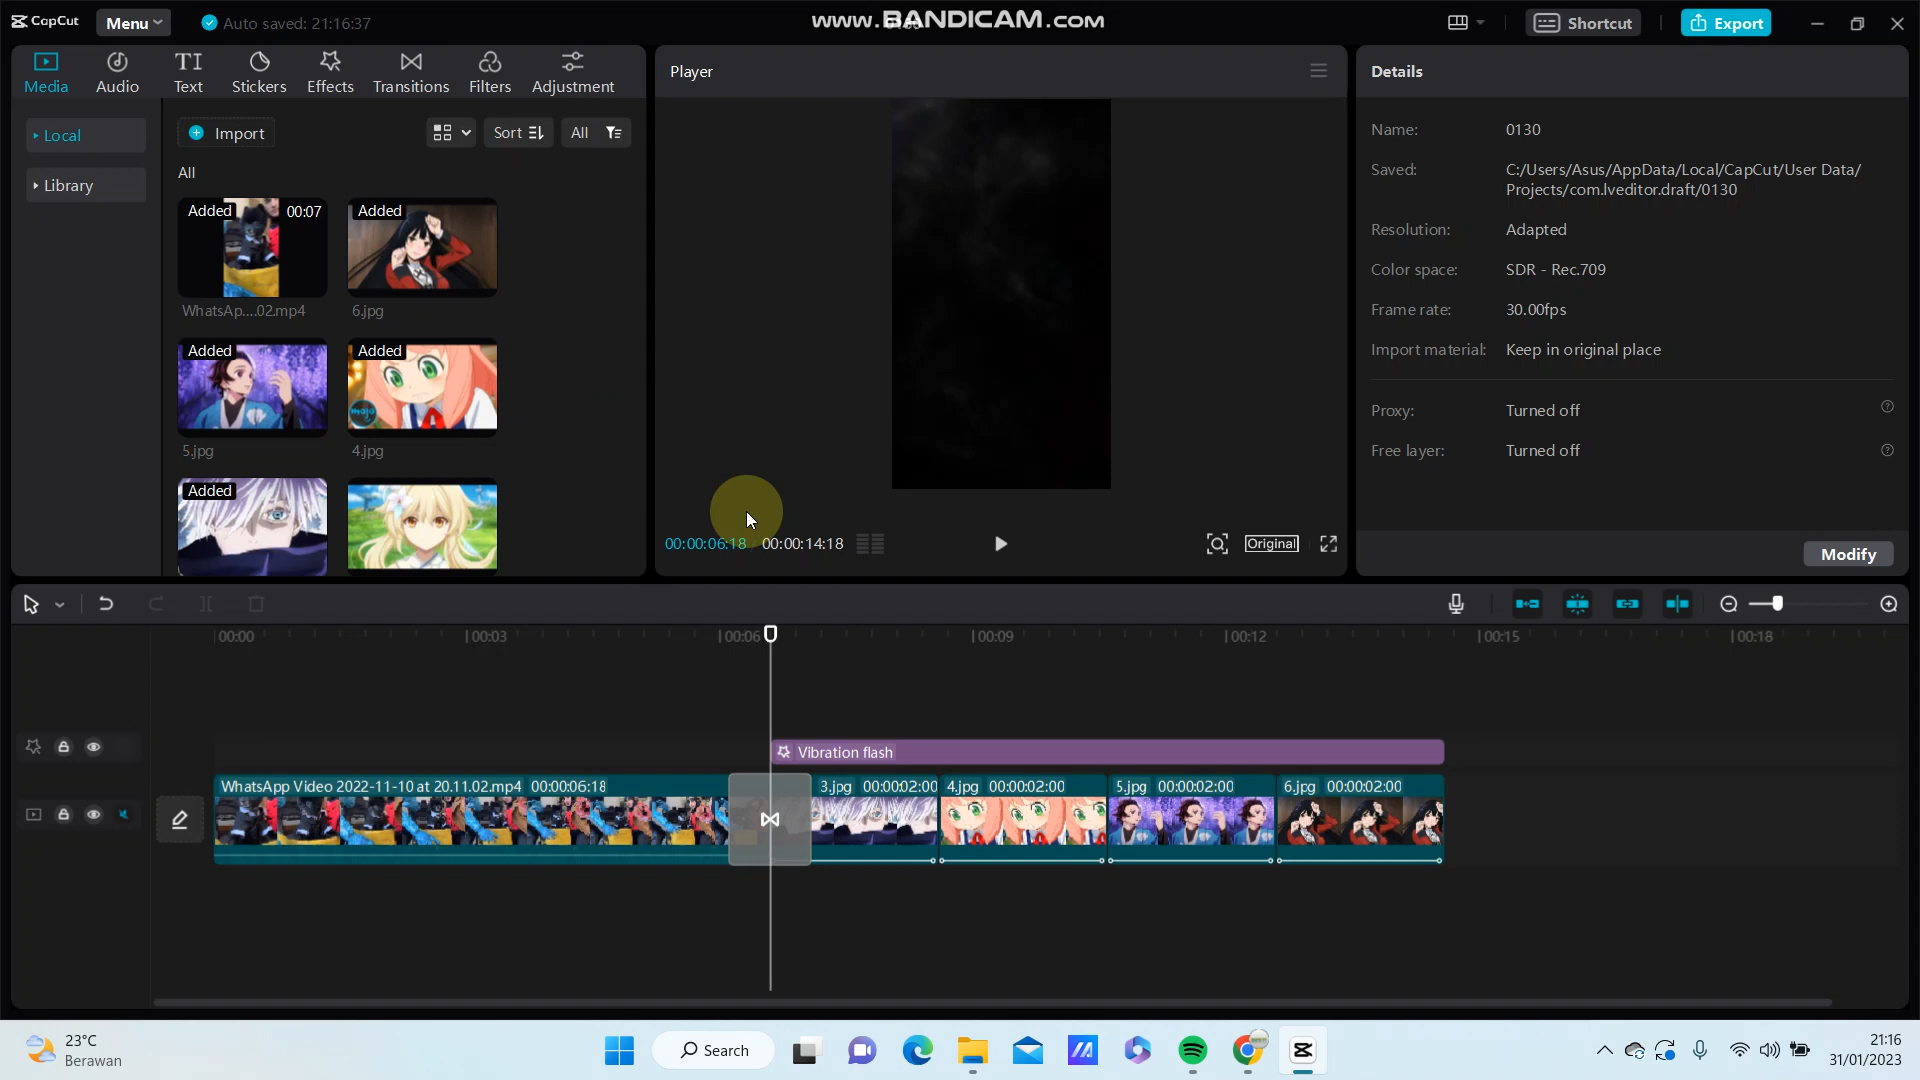 CapCut Menu Auto saved: 21:16:37 www.BANDICAM.com Shortcut Export
Media Audio Text Stickers Effects Transitions Filters Adjustment
Player
Details
Local
Library
Import Sort All
All
Added 00:07
WhatsAp....02.mp4
Added
6.jpg
Added
5.jpg
Added
mojo
4.jpg
Added
00:00:06:18 00:00:14:18
Original
Name: 0130
Saved: C:/Users/Asus/AppData/Local/CapCut/User Data/
Projects/com.lveditor.draft/0130
Resolution: Adapted
Color space: SDR - Rec.709
Frame rate: 30.00fps
Import material: Keep in original place
Proxy: Turned off
Free layer: Turned off
Modify
00:00 00:03 00:06 00:09 00:12 00:15 00:18
Vibration flash
WhatsApp Video 2022-11-10 at 20.11.02.mp4 00:00:06:18
3.jpg 00:00:02:00
4.jpg 00:00:02:00
5.jpg 00:00:02:00
6.jpg 00:00:02:00
23°C
Berawan
Search
21:16
31/01/2023